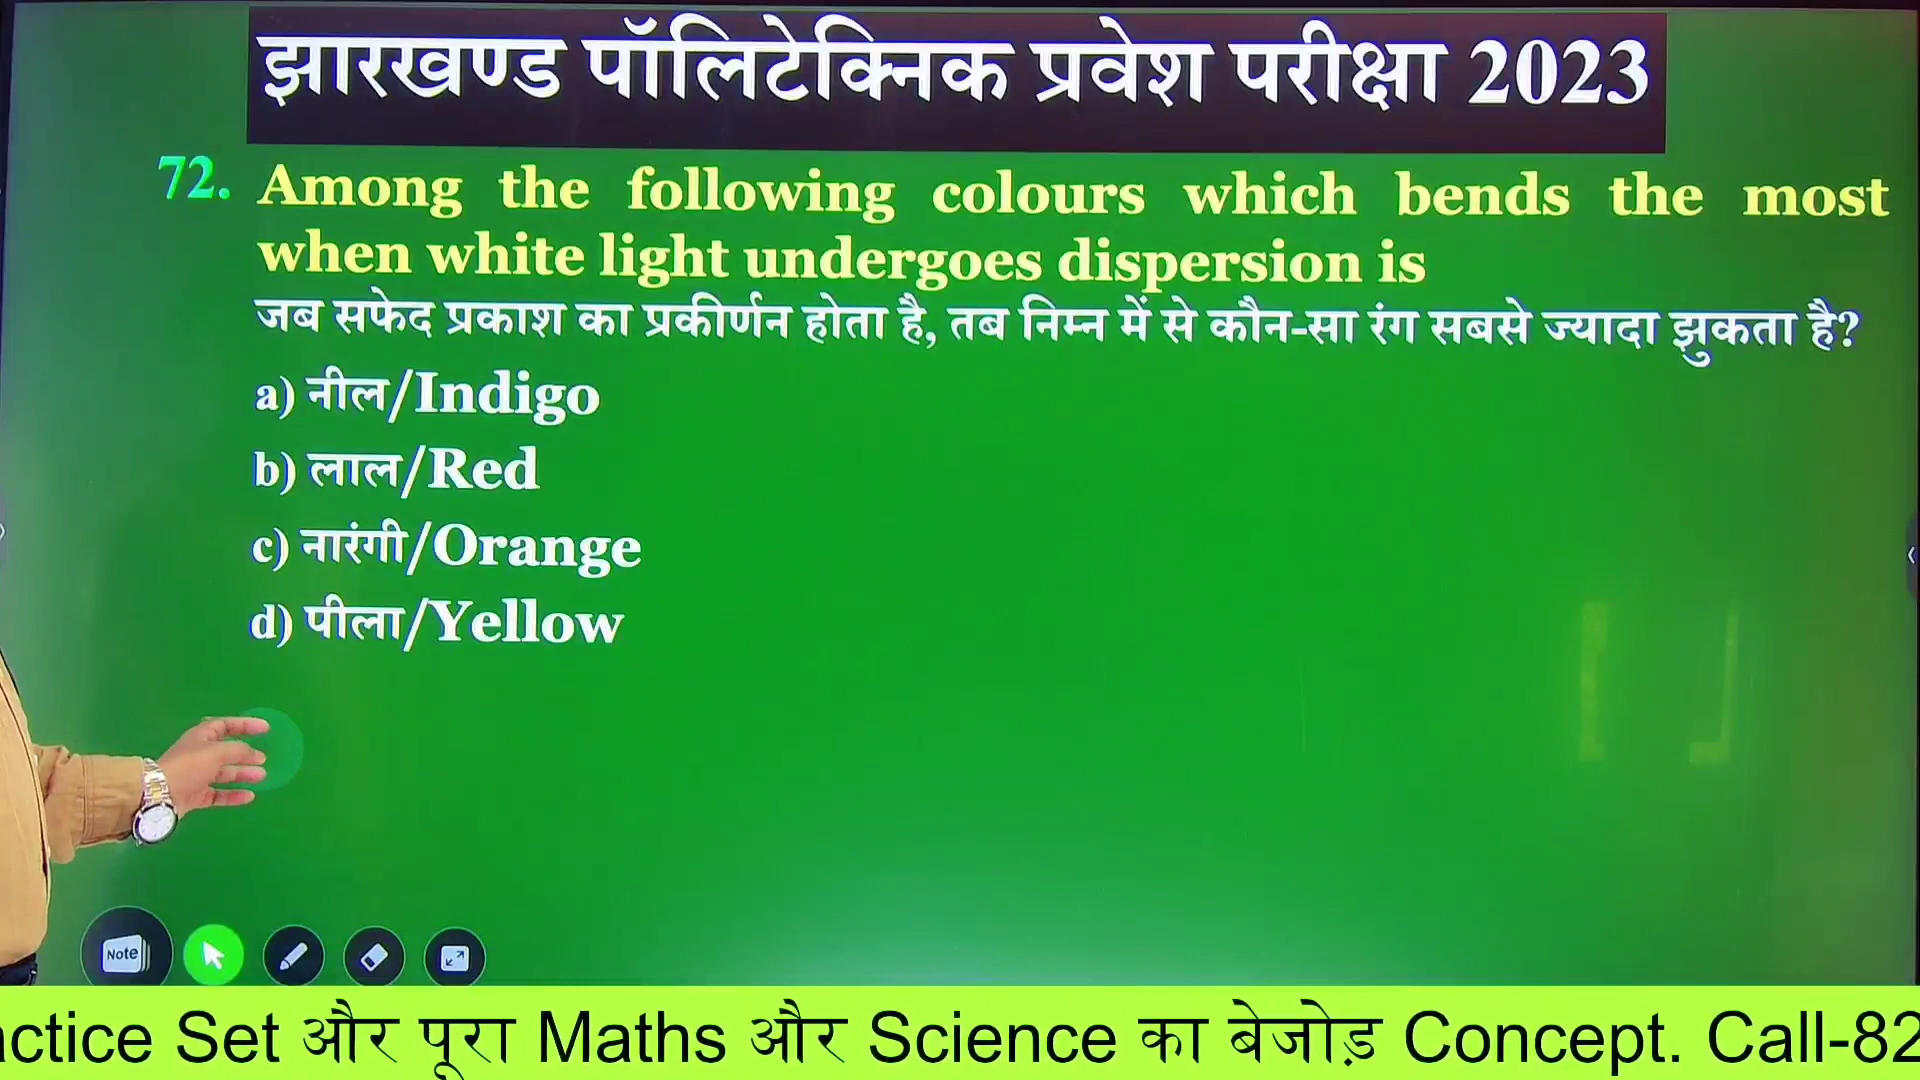 झारखण्ड पॉलिटेक्निक प्रवेश परीक्षा 2023
72. Among the following colours which bends the most
when white light undergoes dispersion is
जब सफेद प्रकाश का प्रकीर्णन होता है, तब निम्न में से कौन-सा रंग सबसे ज्यादा झुकता है?
a) नील/Indigo
b) लाल/Red
c) नारंगी/Orange
d) पीला/Yellow
Note
actice Set और पूरा Maths और Science का बेजोड़ Concept. Call-82